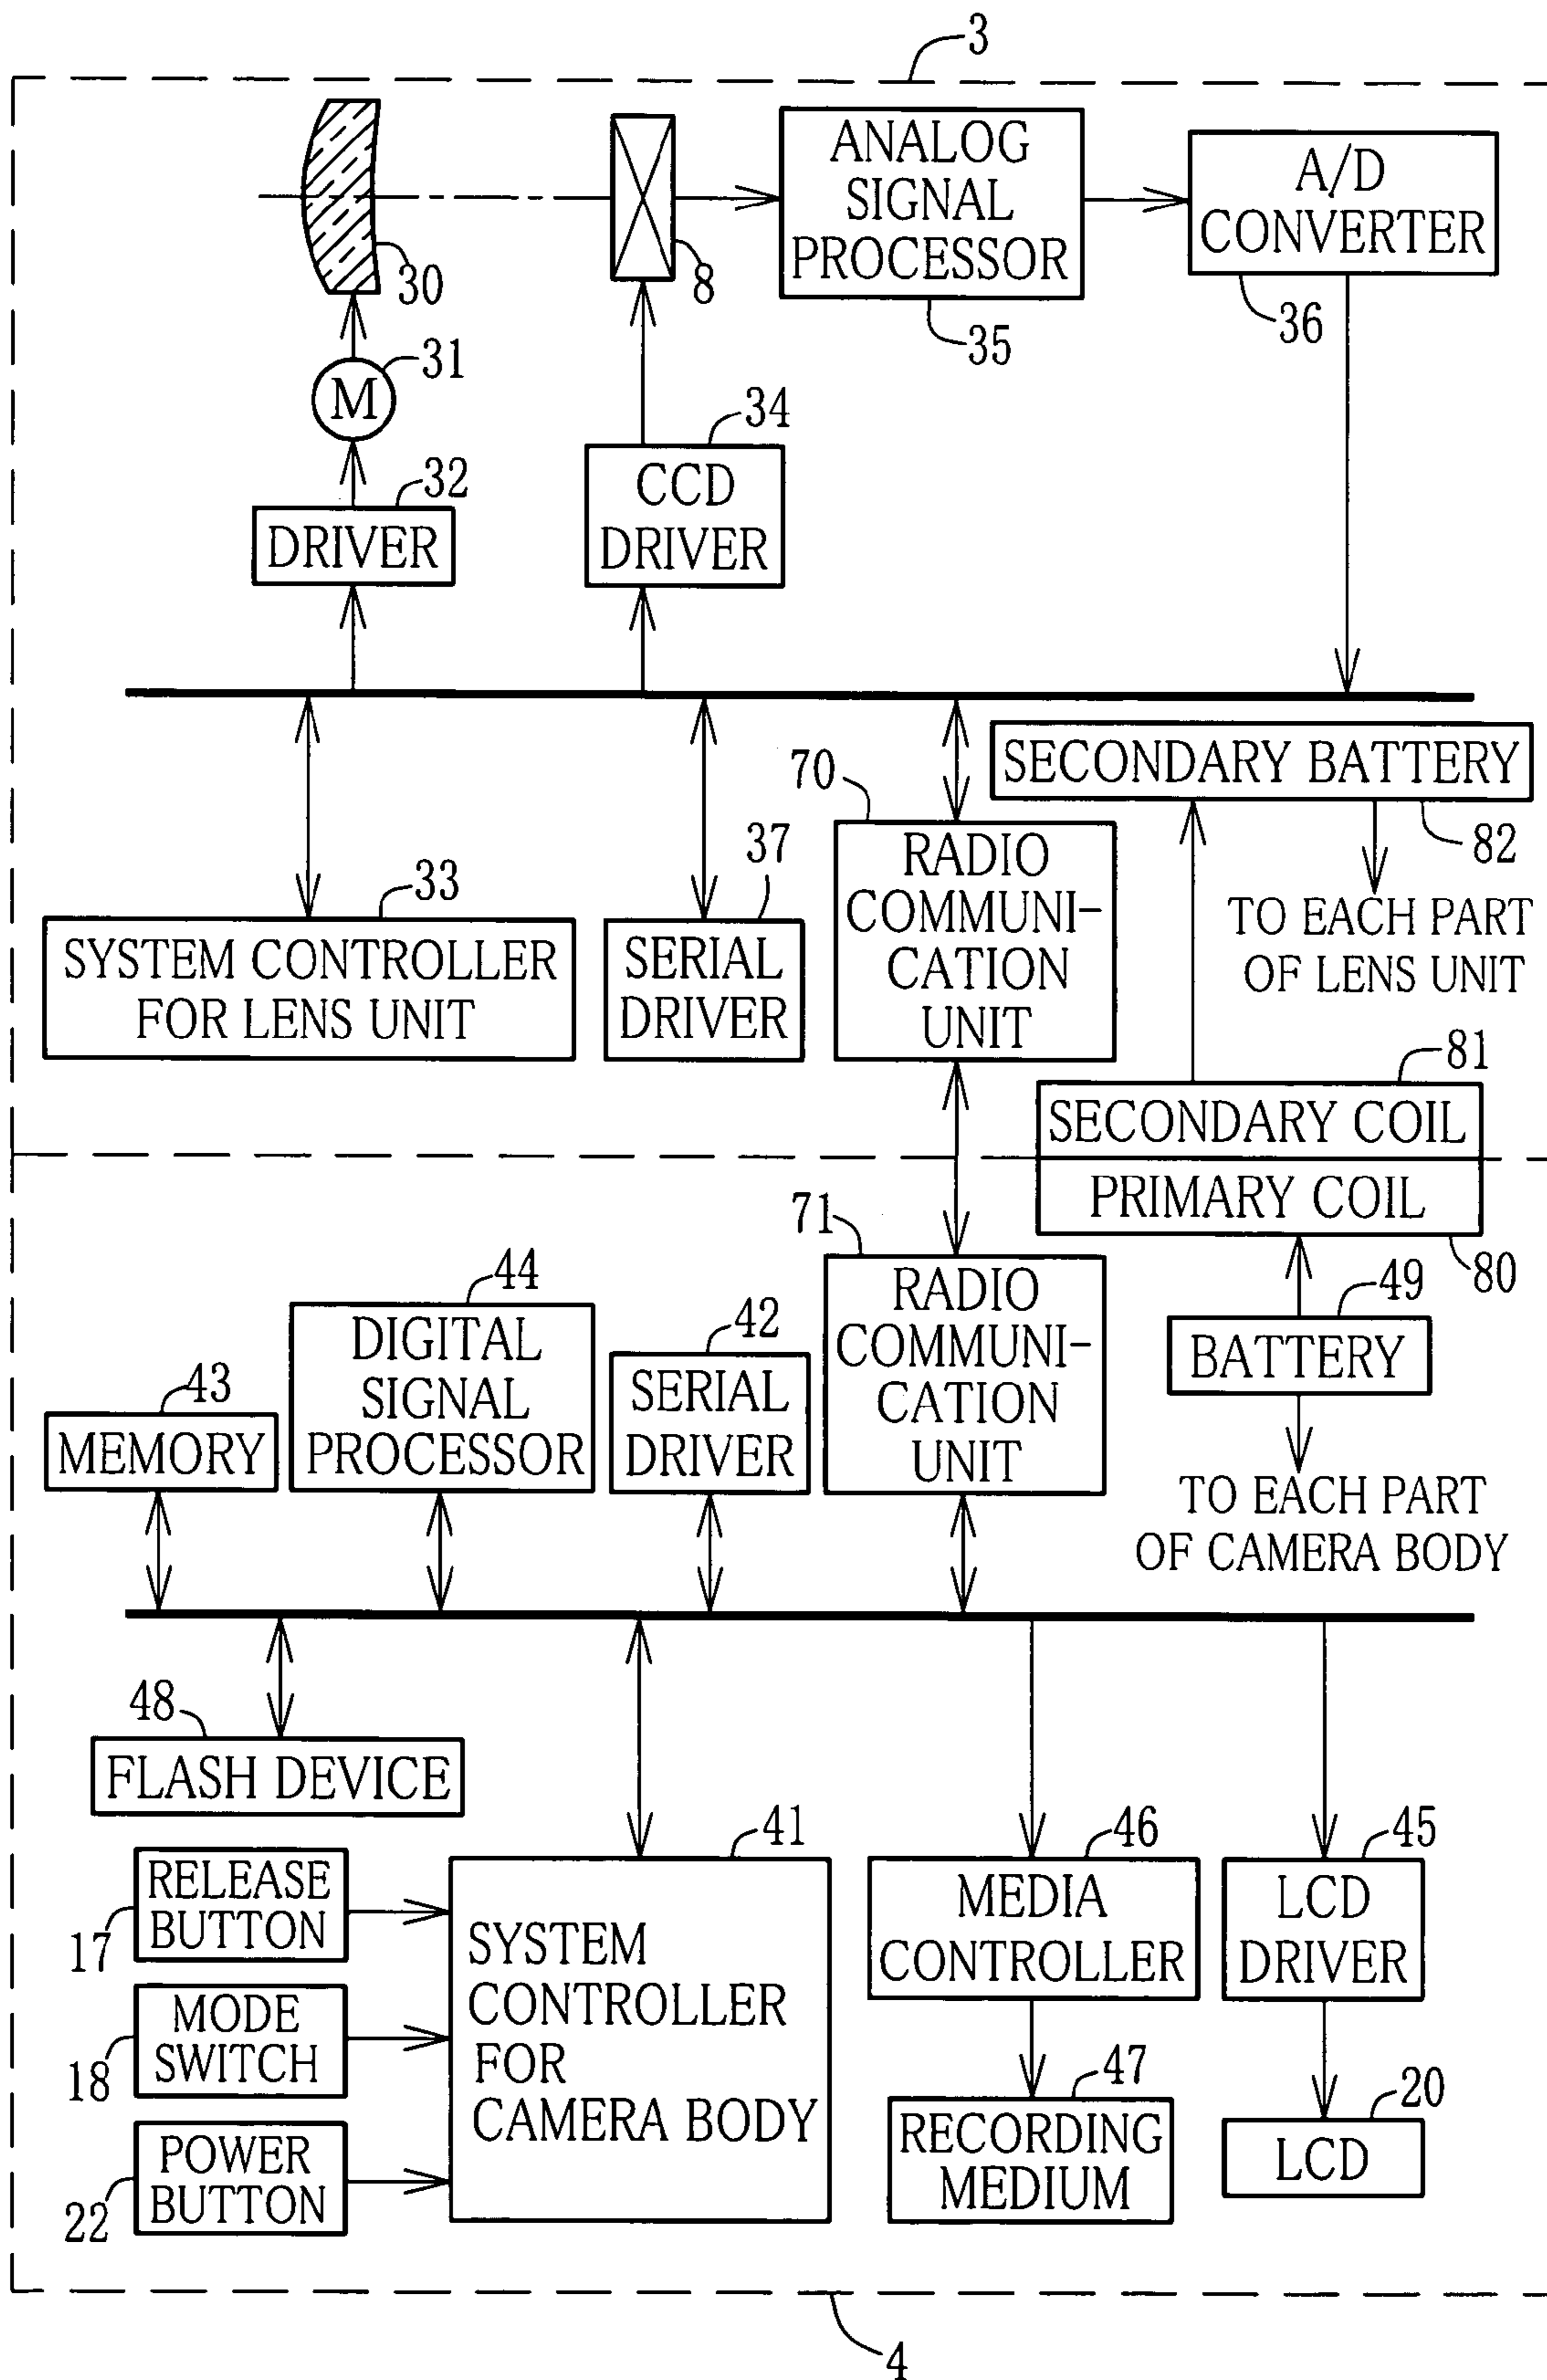 3
ANALOG
SIGNAL
PROCESSOR
A/D
CONVERTER
30
8
35
36
31
M
34
32
CCD
DRIVER
DRIVER
SECONDARY BATTERY
70
82
RADIO
COMMUNI-
CATION
UNIT
37
33
TO EACH PART
OF LENS UNIT
SYSTEM CONTROLLER
FOR LENS UNIT
SERIAL
DRIVER
81
SECONDARY COIL
PRIMARY COIL
71
80
44
49
RADIO
COMMUNI-
CATION
UNIT
DIGITAL
SIGNAL
PROCESSOR
42
BATTERY
43
SERIAL
DRIVER
MEMORY
TO EACH PART
OF CAMERA BODY
48
FLASH DEVICE
41
46
45
RELEASE
BUTTON
17
SYSTEM
CONTROLLER
FOR
CAMERA BODY
MEDIA
CONTROLLER
LCD
DRIVER
MODE
SWITCH
18
47
20
POWER
BUTTON
22
RECORDING
MEDIUM
LCD
4